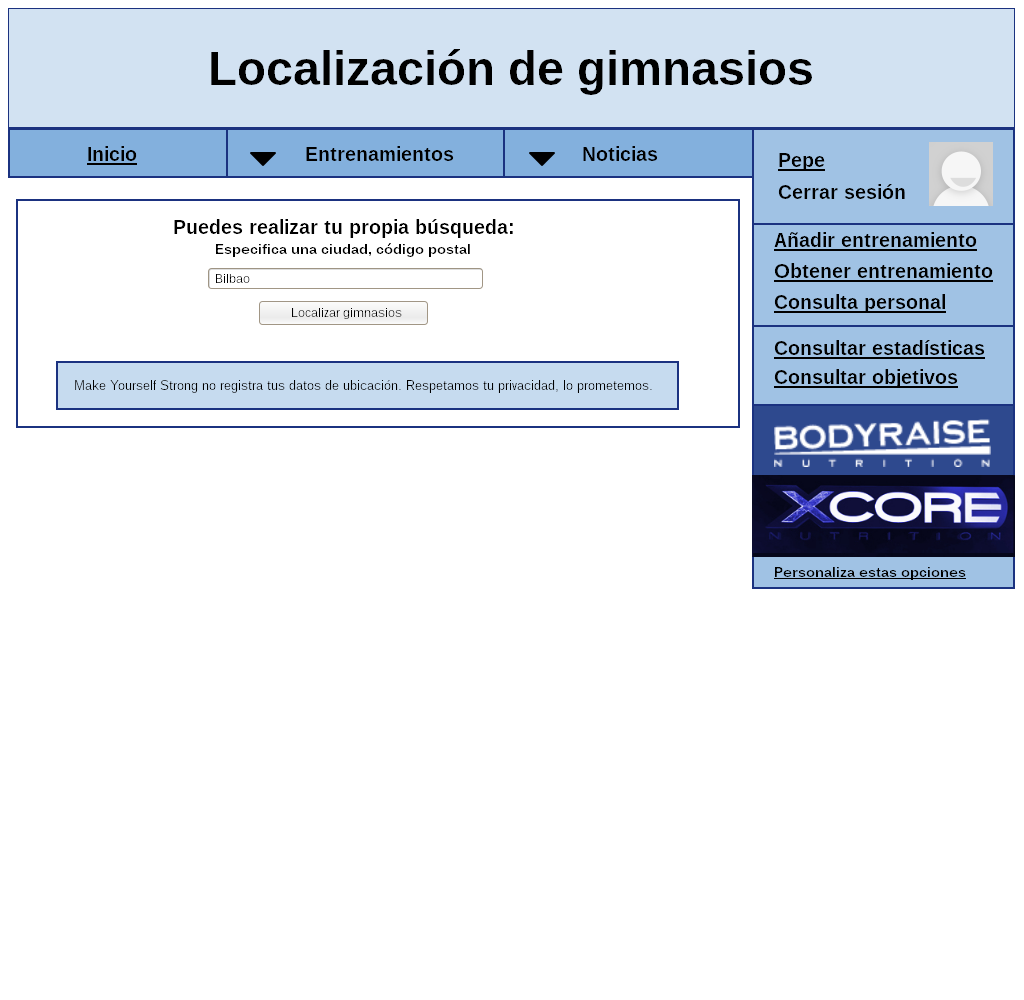 Localización de gimnasios
Inicio
Entrenamientos
Noticias
Pepe
Cerrar sesión
Puedes realizar tu propia búsqueda:
Especifica una ciudad, código postal
Bilbao
Localizar gimnasios
Make Yourself Strong no registra tus datos de ubicación. Respetamos tu privacidad, lo prometemos.
Añadir entrenamiento
Obtener entrenamiento
Consulta personal
Consultar estadísticas
Consultar objetivos
BODYRAISE
NUTRITION
XCORE
NUTRITION
Personaliza estas opciones